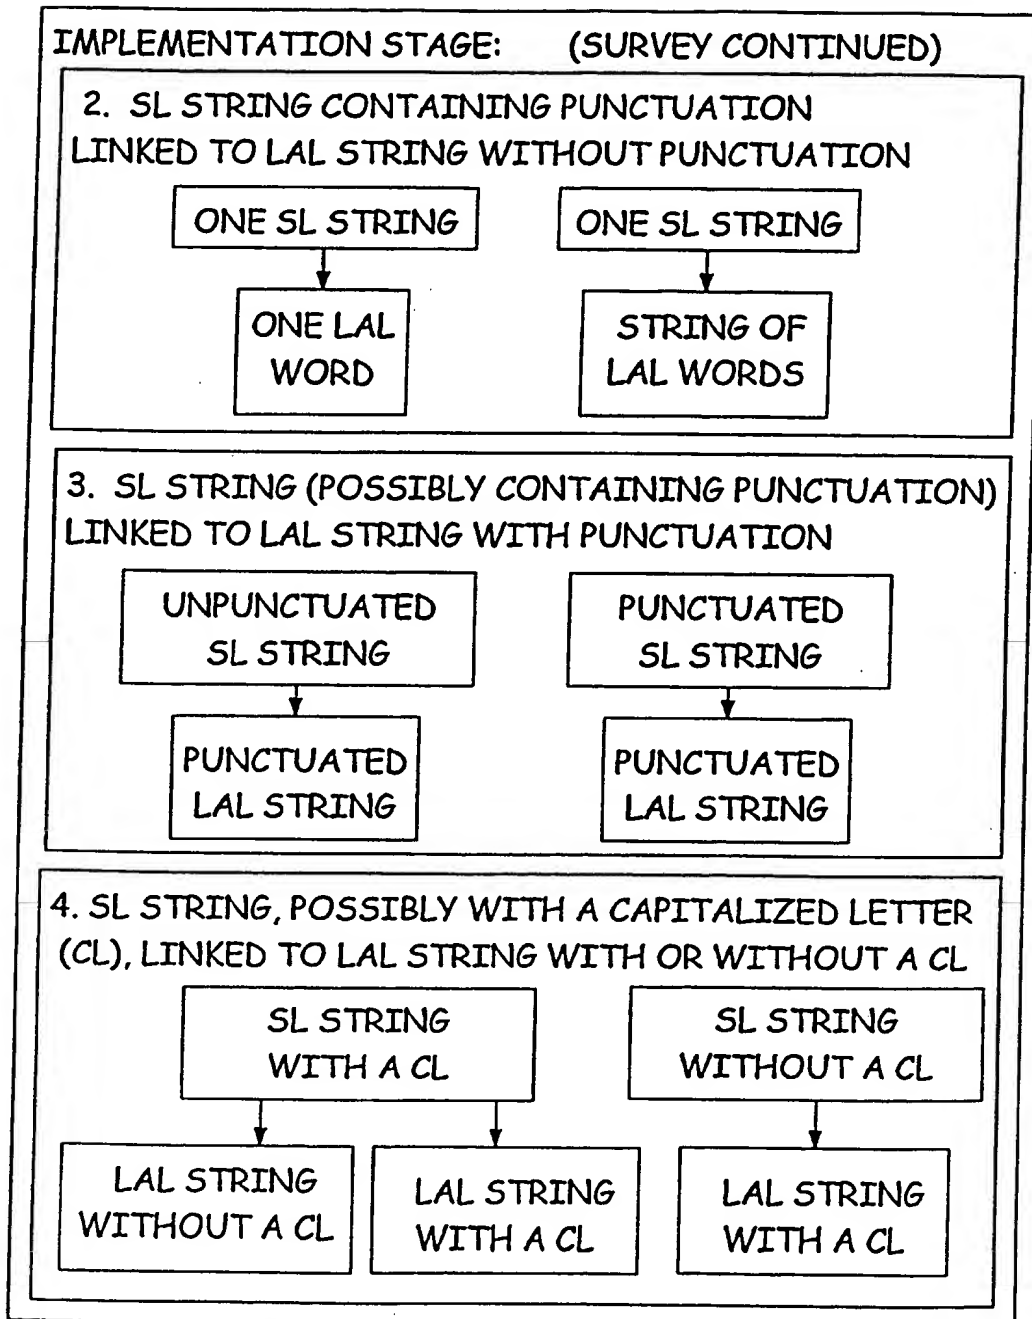 IMPLEMENTATION STAGE: (SURVEY CONTINUED)
2. SL STRING CONTAINING PUNCTUATION
LINKED TO LAL STRING WITHOUT PUNCTUATION
ONE SL STRING
ONE LAL
WORD
ONE SL STRING
STRING OF
LAL WORDS
3. SL STRING (POSSIBLY CONTAINING PUNCTUATION)
LINKED TO LAL STRING WITH PUNCTUATION
UNPUNCTUATED
SL STRING
PUNCTUATED
LAL STRING
PUNCTUATED
SL STRING
PUNCTUATED
LAL STRING
4. SL STRING, POSSIBLY WITH A CAPITALIZED LETTER
(CL), LINKED TO LAL STRING WITH OR WITHOUT A CL
SL STRING
WITH A CL
LAL STRING
WITHOUT A CL
LAL STRING
WITH A CL
SL STRING
WITHOUT A CL
LAL STRING
WITH A CL